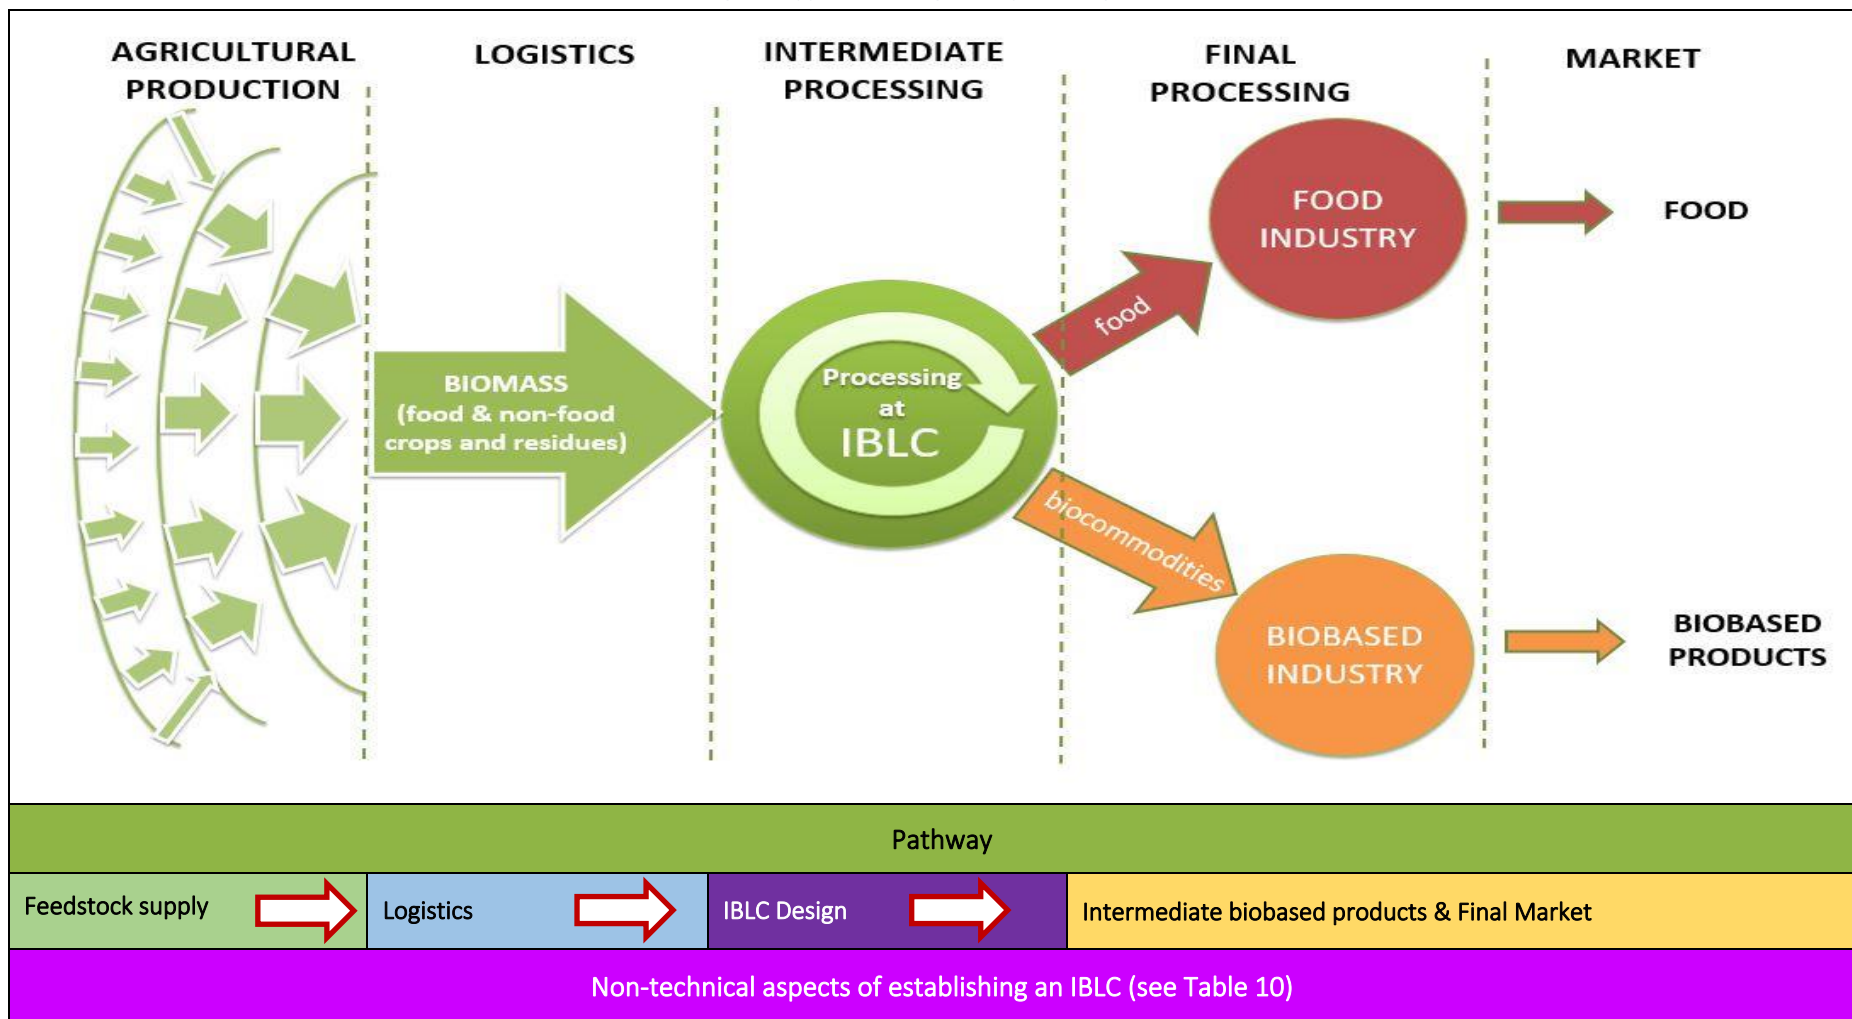 AGRICULTURAL
PRODUCTION
LOGISTICS
INTERMEDIATE
PROCESSING
FINAL
PROCESSING
MARKET
FOOD
INDUSTRY
FOOD
food
BIOMASS
(food & non-food
crops and residues)
Processing
at
IBLC
biocommodities
BIOBASED
INDUSTRY
BIOBASED
PRODUCTS
Pathway
Feedstock supply
Logistics
IBLC Design
Intermediate biobased products & Final Market
Non-technical aspects of establishing an IBLC (see Table 10)